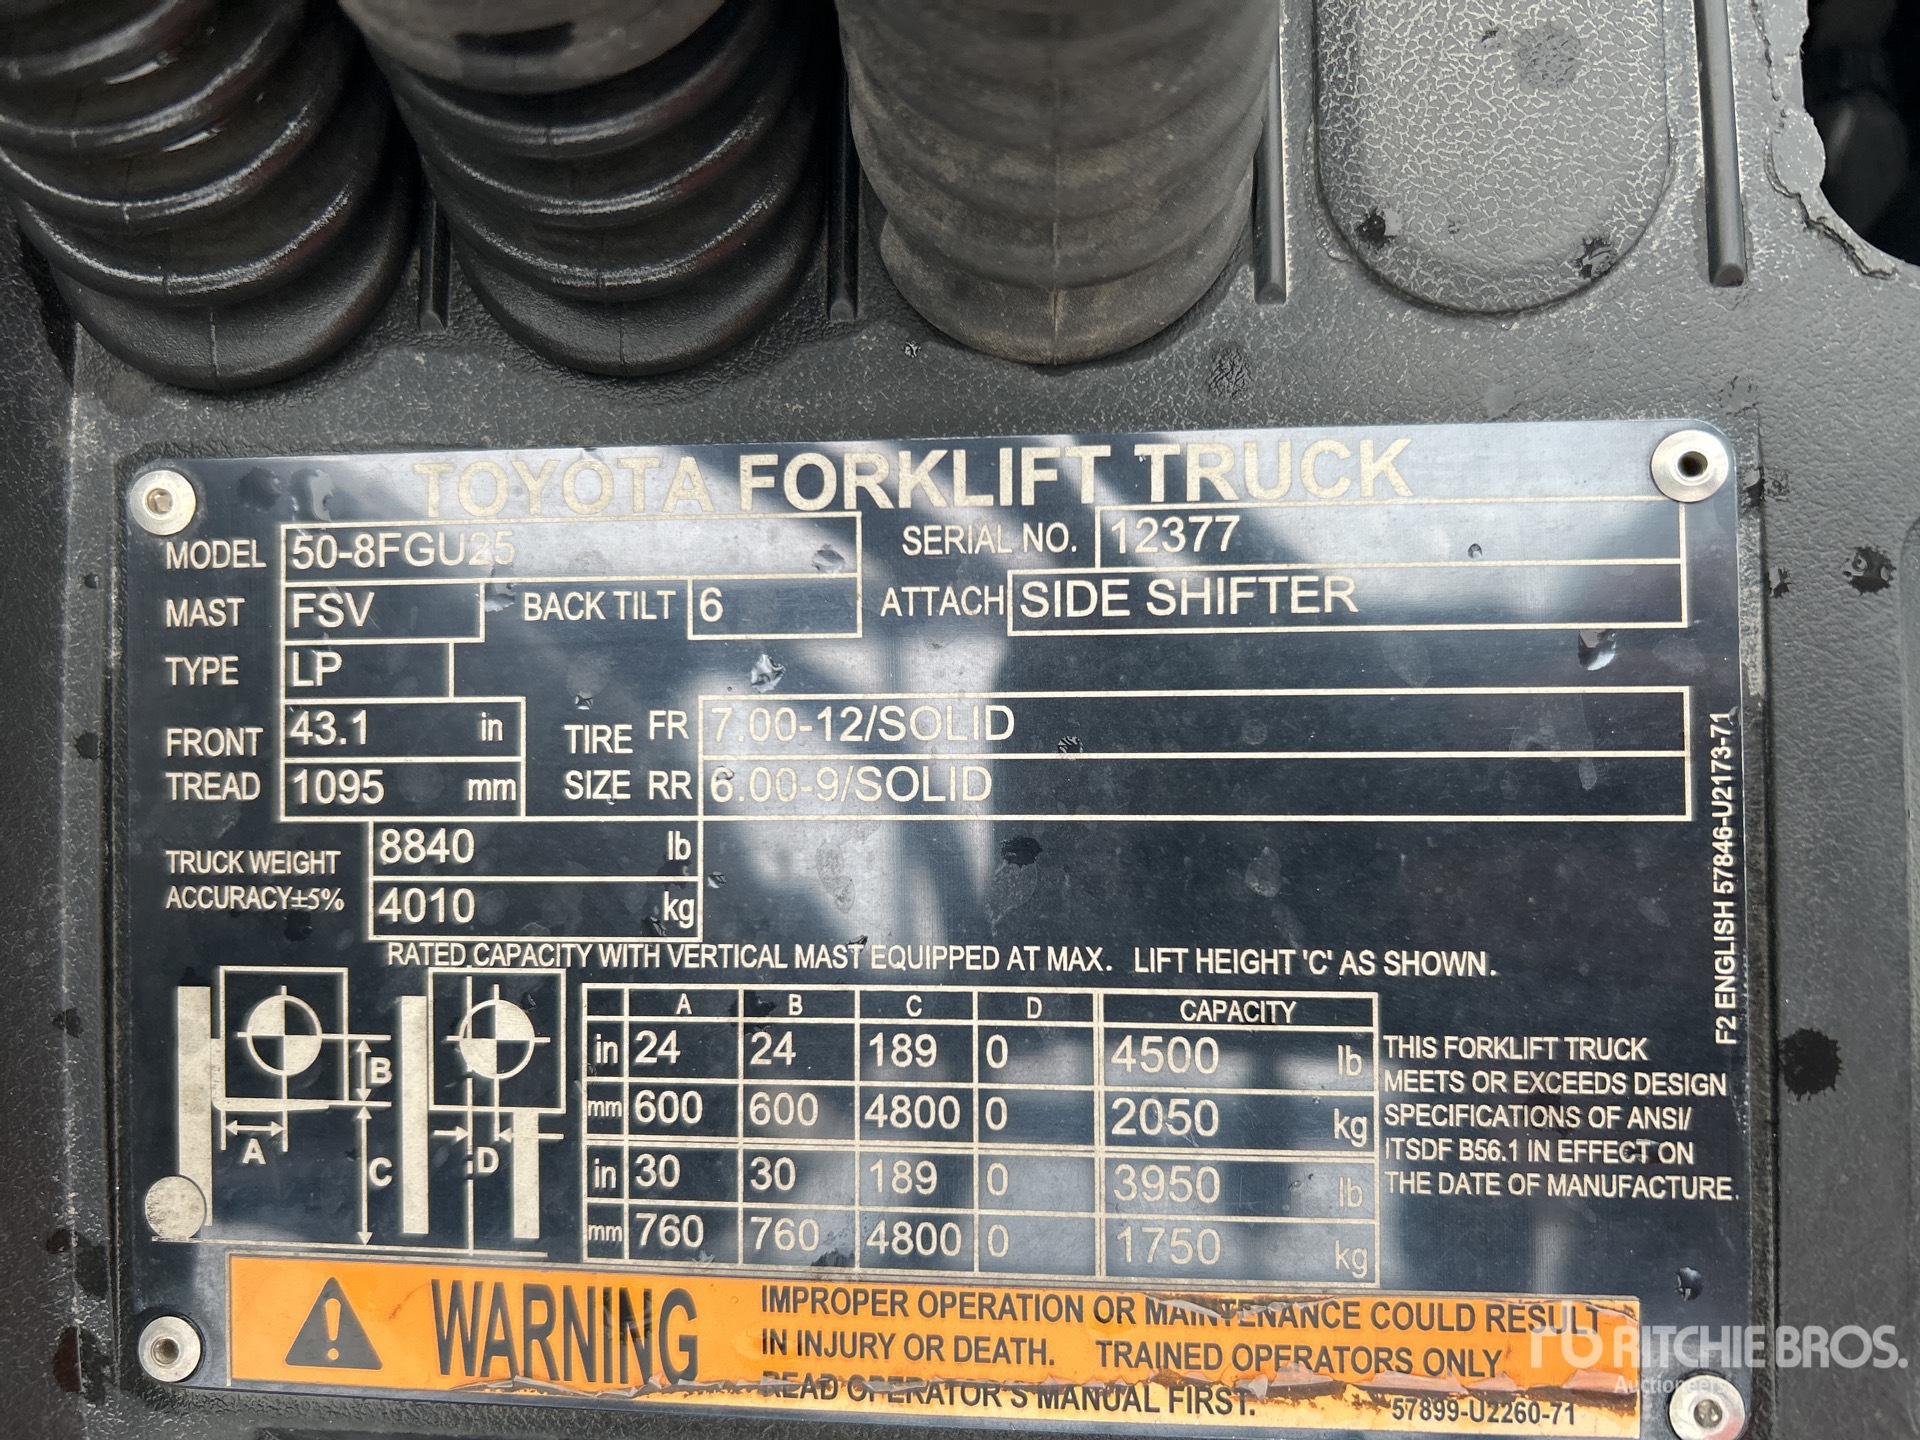 TOYOTA FORKLIFT TRUCK
MODEL 50-8FGU25 SERIAL NO. 12377
MAST FSV BACK TILT 6 ATTACH SIDE SHIFTER
TYPE LP
FRONT TREAD 43.1 in TIRE SIZE FR 7.00-12/SOLID
1095 mm RR 6.00-9/SOLID
TRUCK WEIGHT 8840 lb
ACCURACY±5% 4010 kg
RATED CAPACITY WITH VERTICAL MAST EQUIPPED AT MAX. LIFT HEIGHT 'C' AS SHOWN.
A B C D CAPACITY
in 24 24 189 0 4500 lb
mm 600 600 4800 0 2050 kg
in 30 30 189 0 3950 lb
mm 760 760 4800 0 1750 kg
B
A
C
D
THIS FORKLIFT TRUCK
MEETS OR EXCEEDS DESIGN
SPECIFICATIONS OF ANSI/
ITSDF B56.1 IN EFFECT ON
THE DATE OF MANUFACTURE.
F2 ENGLISH 57846-U2173-71
WARNING
IMPROPER OPERATION OR MAINTENANCE COULD RESULT
IN INJURY OR DEATH. TRAINED OPERATORS ONLY
READ OPERATOR'S MANUAL FIRST.
57899-U2260-71
RITCHIE BROS.
Auctioneers